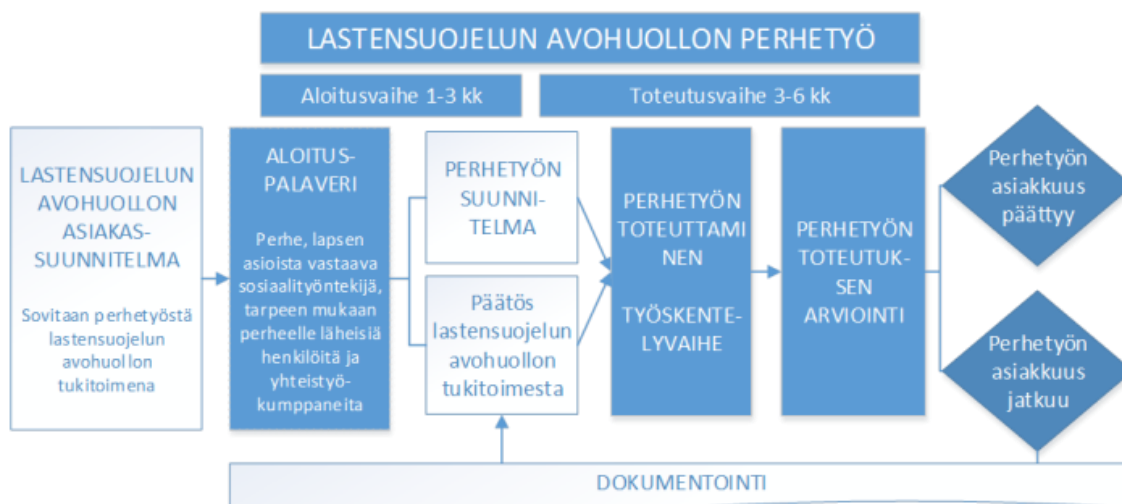 LASTENSUOJELUN AVOHUOLLON PERHETYÖ
Aloitusvaihe 1-3 kk
Toteutusvaihe 3-6 kk
LASTENSUOJELUN
AVOHUOLLON
ASIAKAS-
SUUNNITELMA
Sovitaan perhetyöstä
lastensuojelun
avohuollon
tukitoimena
ALOITUS-
PALAVERI
Perhe, lapsen
asioista vastaava
sosiaalityöntekijä,
tarpeen mukaan
perheelle läheisiä
henkilöitä ja
yhteistyö-
kumppaneita
PERHETYÖN
SUUNNI-
TELMA
Päätös
lastensuojelun
avohuollon
tukitoimesta
PERHETYÖN
TOTEUTTAMI
NEN
TYÖSKENTE-
LYVAIHE
PERHETYÖN
TOTEUTUK-
SEN
ARVIOINTI
Perhetyön
asiakkuus
päättyy
Perhetyön
asiakkuus
jatkuu
DOKUMENTOINTI